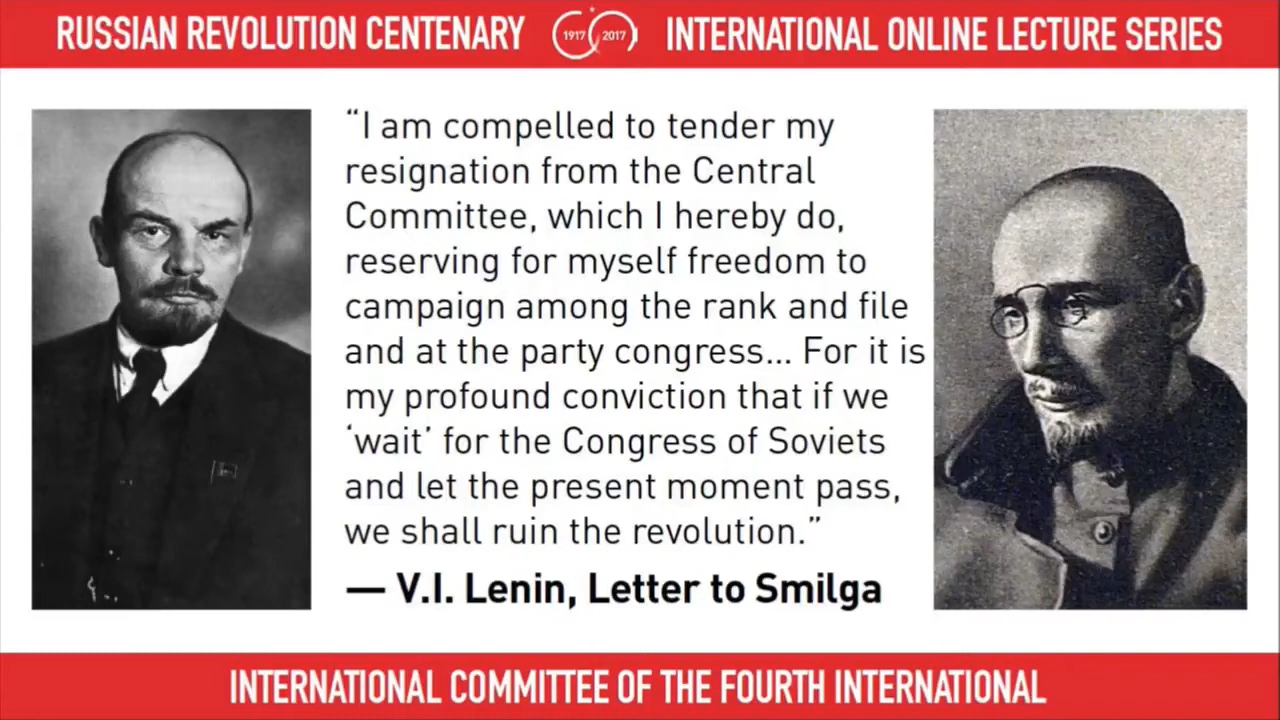 RUSSIAN REVOLUTION CENTENARY 1917 2017 INTERNATIONAL ONLINE LECTURE SERIES
“I am compelled to tender my
resignation from the Central
Committee, which I hereby do,
reserving for myself freedom to
campaign among the rank and file
and at the party congress... For it is
my profound conviction that if we
‘wait’ for the Congress of Soviets
and let the present moment pass,
we shall ruin the revolution.”
— V.I. Lenin, Letter to Smilga
INTERNATIONAL COMMITTEE OF THE FOURTH INTERNATIONAL